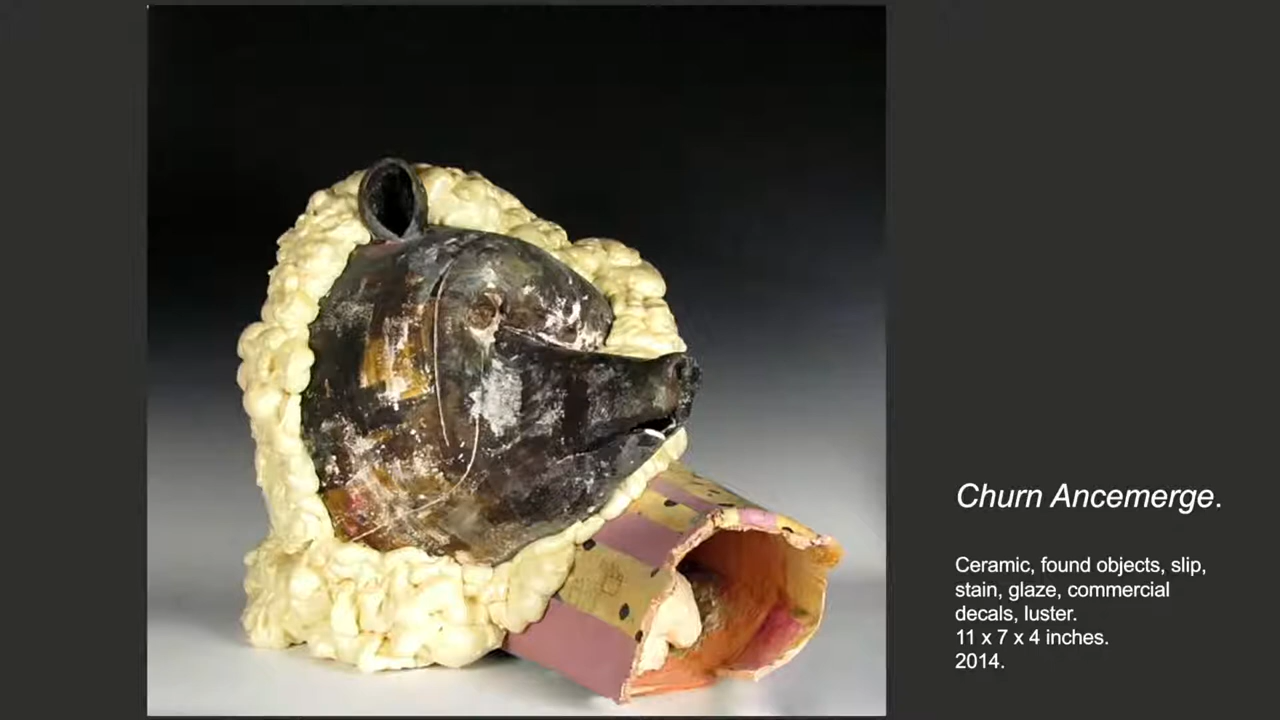 Churn Ancemerge.
Ceramic, found objects, slip,
stain, glaze, commercial
decals, luster.
11 x 7 x 4 inches.
2014.